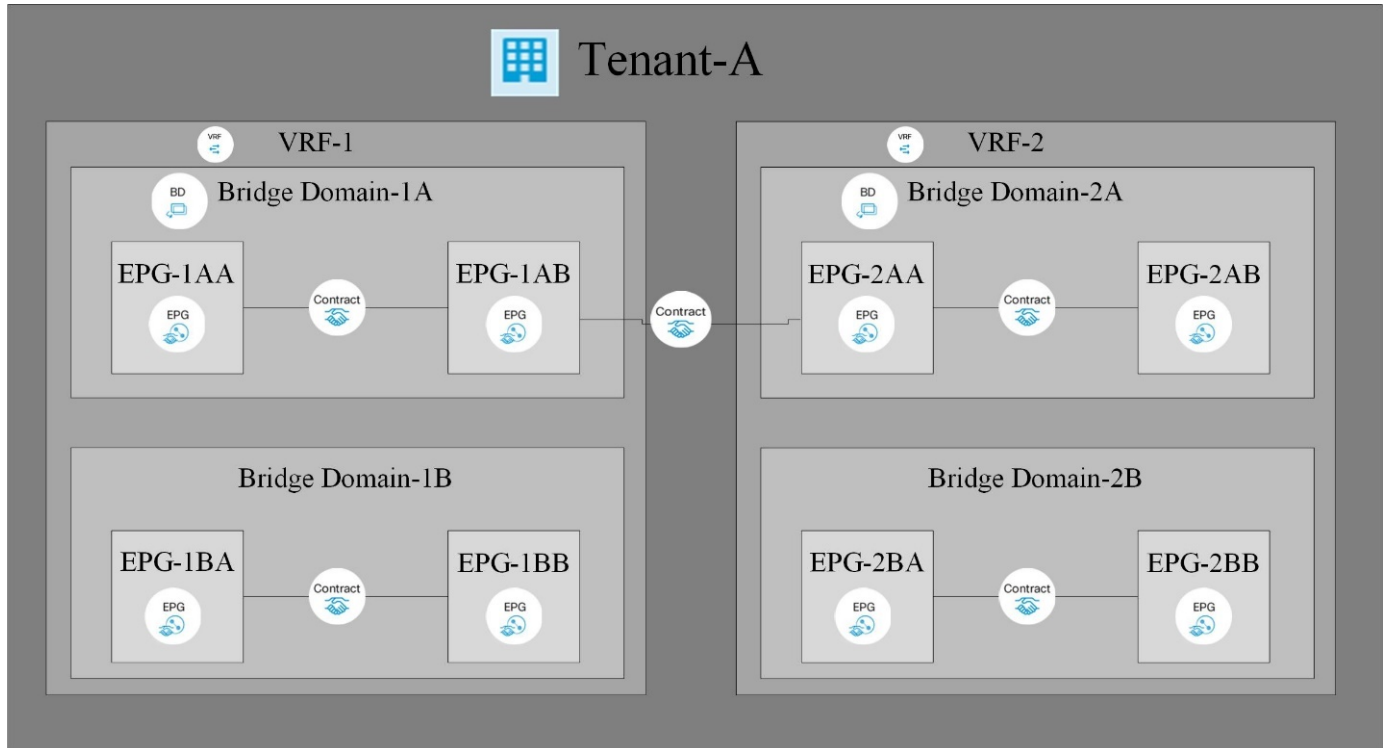 Tenant-A
VRF
VRF-1
BD
Bridge Domain-1A
EPG-1AA
EPG
Contract
EPG-1AB
EPG
Contract
VRF
VRF-2
BD
Bridge Domain-2A
EPG-2AA
EPG
Contract
EPG-2AB
EPG
Bridge Domain-1B
EPG-1BA
EPG
Contract
EPG-1BB
EPG
Bridge Domain-2B
EPG-2BA
EPG
Contract
EPG-2BB
EPG